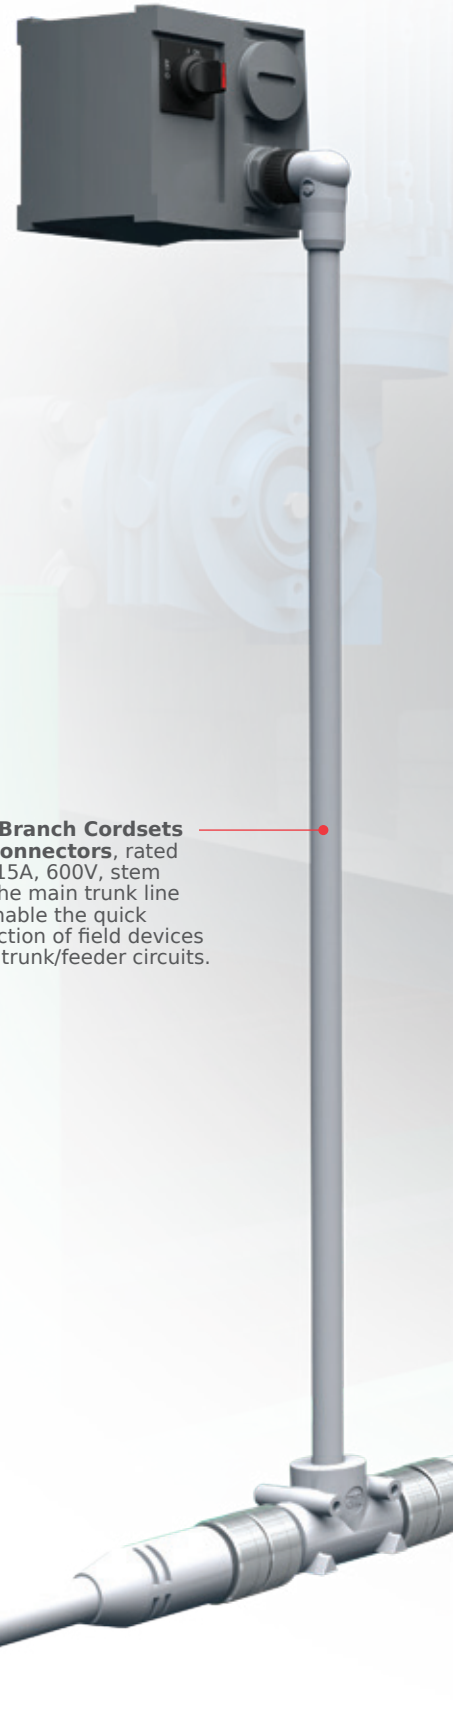 Branch Cordsets
onnectors, rated
15A, 600V, stem
he main trunk line
nable the quick
ction of field devices
trunk/feeder circuits.